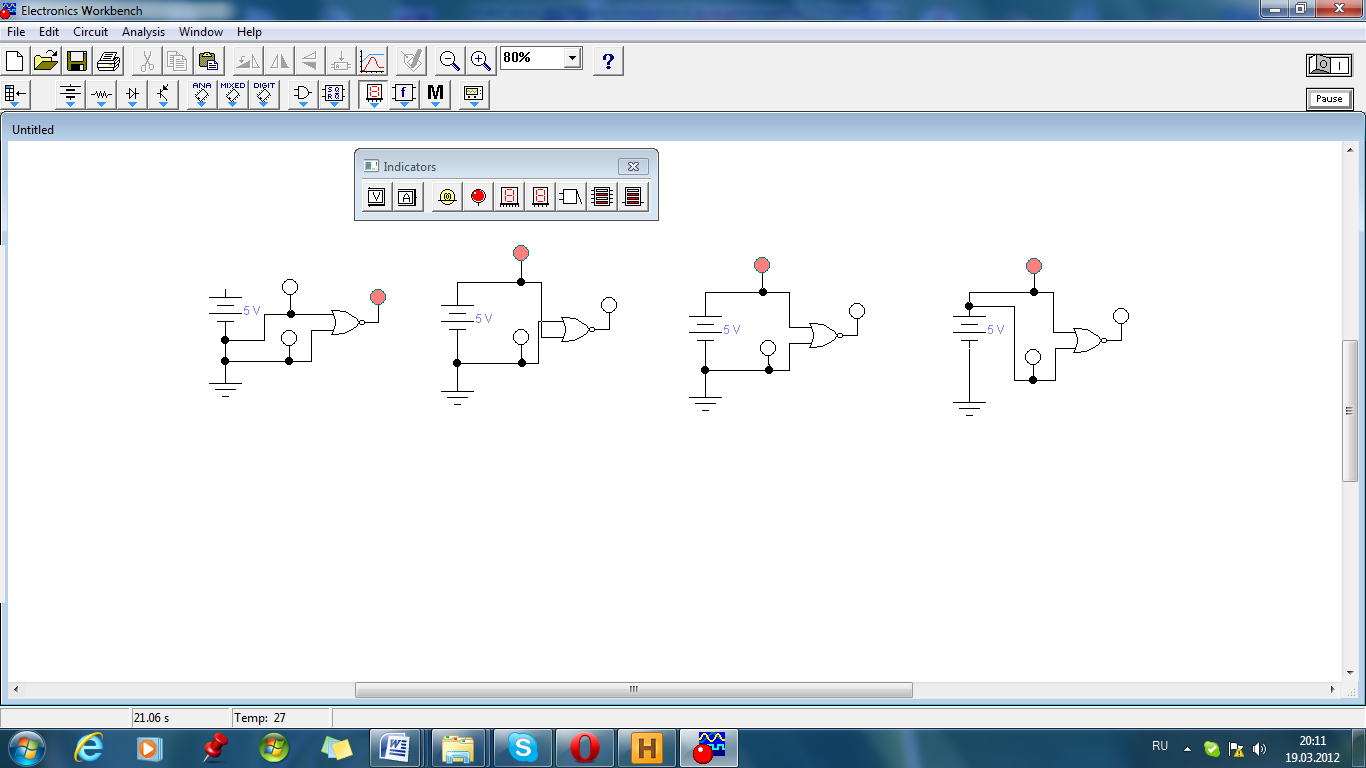 Electronics Workbench
File Edit Circuit Analysis Window Help
80%
?
ANA MIXED DIGIT
f M
Pause
Untitled
Indicators
V A
5 V 5 V 5 V 5 V
21.06 s Temp: 27
RU
20:11
19.03.2012